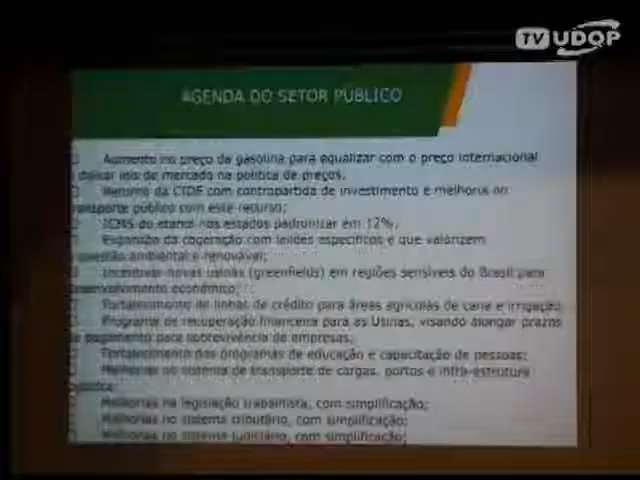 TV UDOP
AGENDA DO SETOR PÚBLICO
Aumento no preço da gasolina para equalizar com o preço internacional
deixar leis de mercado na política de preços.
Retorno da CIDE com contrapartida de investimento e melhoria no
transporte público com este recurso;
ICMS do etanol nos estados padronizar em 12%.
Expansão da cogeração com leilões específicos e que valorizem
questão ambiental e renovável;
Incentivar novas usinas (greenfields) em regiões sensíveis do Brasil para
desenvolvimento econômico;
Fortalecimento de linhas de crédito para áreas agrícolas de cana e irrigação
Programa de recuperação financeira para as Usinas, visando alongar prazos
de pagamento para sobrevivência de empresas;
Fortalecimento nos programas de educação e capacitação de pessoas;
Melhorias no sistema de transporte de cargas, portos e infra-estrutura
Melhorias na legislação trabalhista, com simplificação;
Melhorias no sistema tributário, com simplificação;
Melhorias no sistema judiciário, com simplificação;